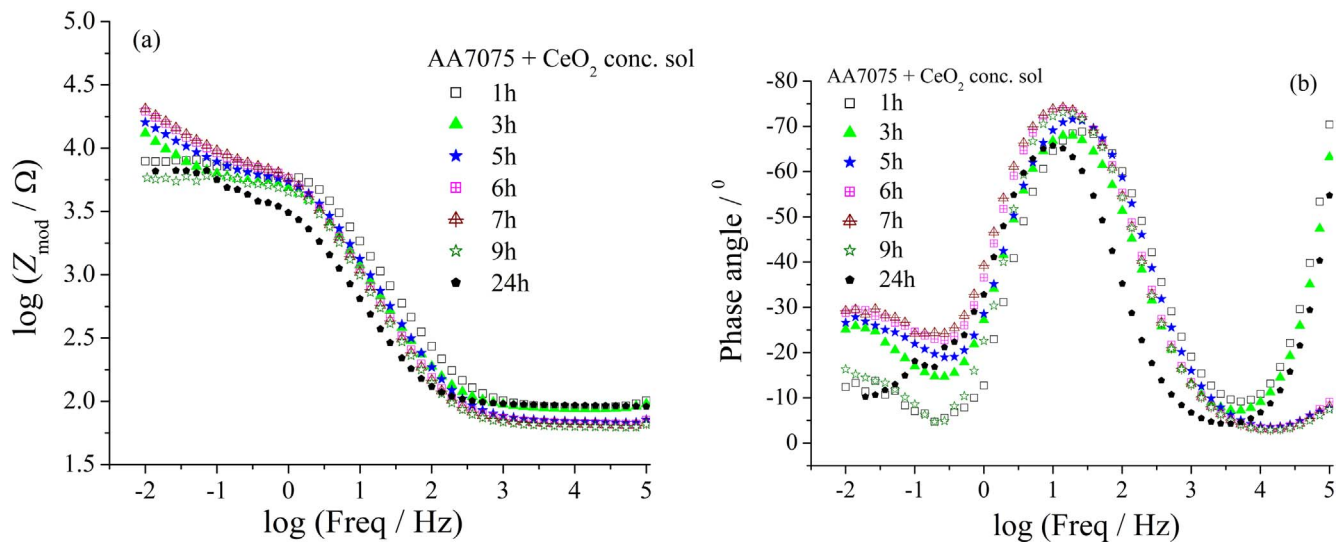 (a)
AA7075 + CeO₂ conc. sol
1h
3h
5h
6h
7h
9h
24h
5.0
4.5
4.0
3.5
3.0
2.5
2.0
1.5
log (Z_mod / Ω)
-2 -1 0 1 2 3 4 5
log (Freq / Hz)
(b)
AA7075 + CeO₂ conc. sol
1h
3h
5h
6h
7h
9h
24h
-80
-70
-60
-50
-40
-30
-20
-10
0
Phase angle / ⁰
-2 -1 0 1 2 3 4 5
log (Freq / Hz)